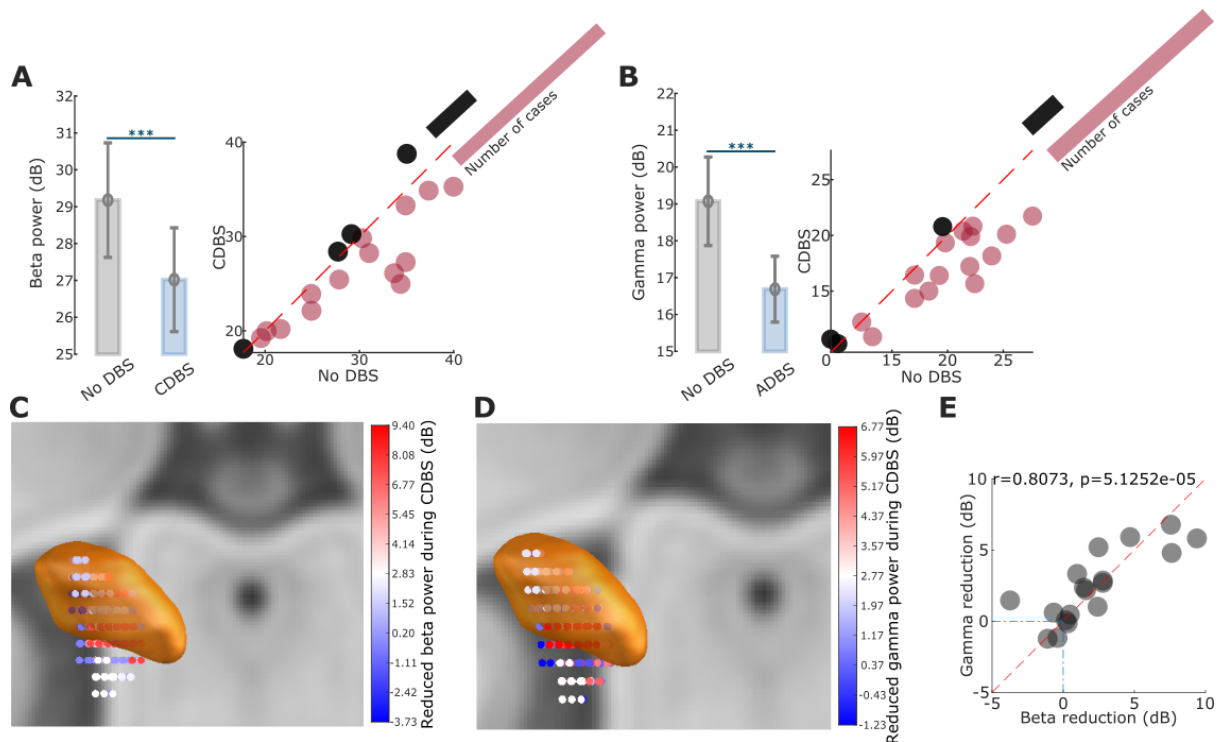 A
Beta power (dB)
32
31
30
29
28
27
26
25
***
No DBS
CDBS
CDBS
40
30
20
20
30
40
No DBS
Number of cases
B
Gamma power (dB)
22
21
20
19
18
17
16
15
***
No DBS
ADBS
CDBS
25
20
15
0
15
20
25
No DBS
Number of cases
C
9.40
8.08
6.77
5.46
4.14
2.83
1.52
0.20
-1.11
-2.42
-3.73
Reduced beta power during CDBS (dB)
D
6.77
5.97
5.17
4.37
3.57
2.77
1.97
1.17
0.37
-0.43
-1.23
Reduced gamma power during CDBS (dB)
E
r=0.8073, p=5.1252e-05
Gamma reduction (dB)
10
5
0
-5
-5
0
5
10
Beta reduction (dB)